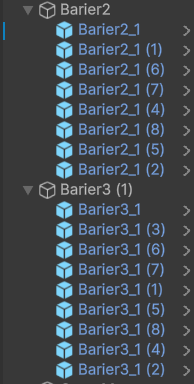 Barier2
Barier2_1
Barier2_1 (1)
Barier2_1 (6)
Barier2_1 (7)
Barier2_1 (4)
Barier2_1 (8)
Barier2_1 (5)
Barier2_1 (2)
Barier3 (1)
Barier3_1
Barier3_1 (3)
Barier3_1 (6)
Barier3_1 (7)
Barier3_1 (1)
Barier3_1 (5)
Barier3_1 (8)
Barier3_1 (4)
Barier3_1 (2)